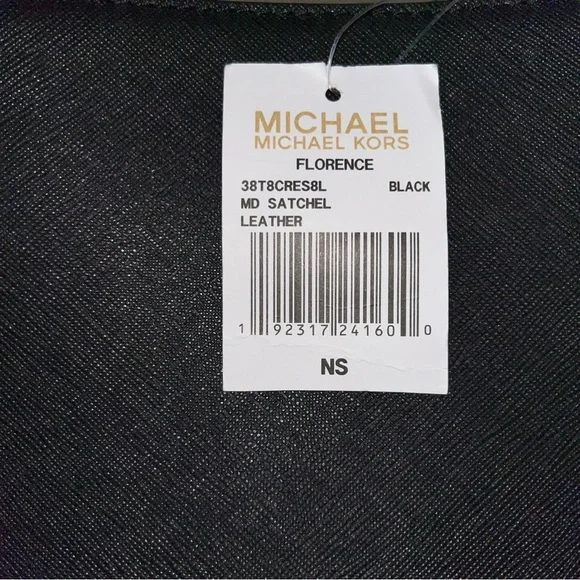 MICHAEL
MICHAEL KORS
FLORENCE
38T8CRES8L BLACK
MD SATCHEL
LEATHER
1 92317 24160 0
NS